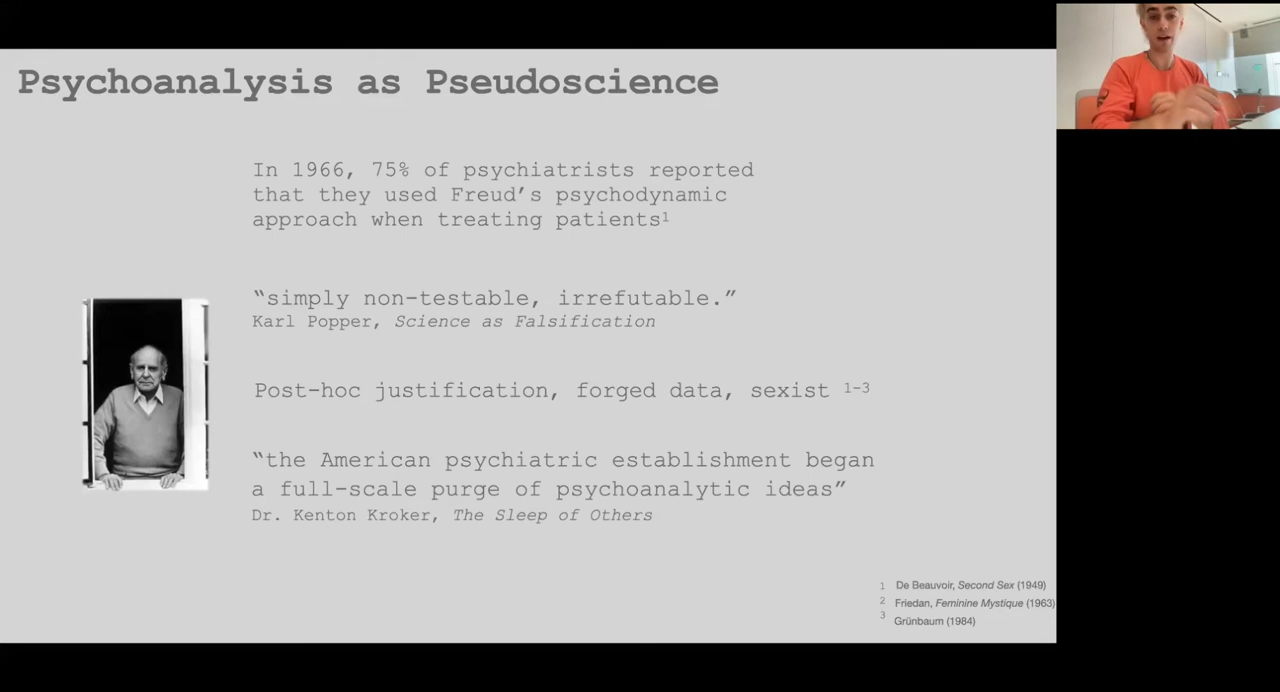 Psychoanalysis as Pseudoscience
In 1966, 75% of psychiatrists reported
that they used Freud’s psychodynamic
approach when treating patients¹
“simply non-testable, irrefutable.”
Karl Popper, Science as Falsification
Post-hoc justification, forged data, sexist ¹⁻³
“the American psychiatric establishment began
a full-scale purge of psychoanalytic ideas”
Dr. Kenton Kroker, The Sleep of Others
1 De Beauvoir, Second Sex (1949)
2 Friedan, Feminine Mystique (1963)
3 Grünbaum (1984)